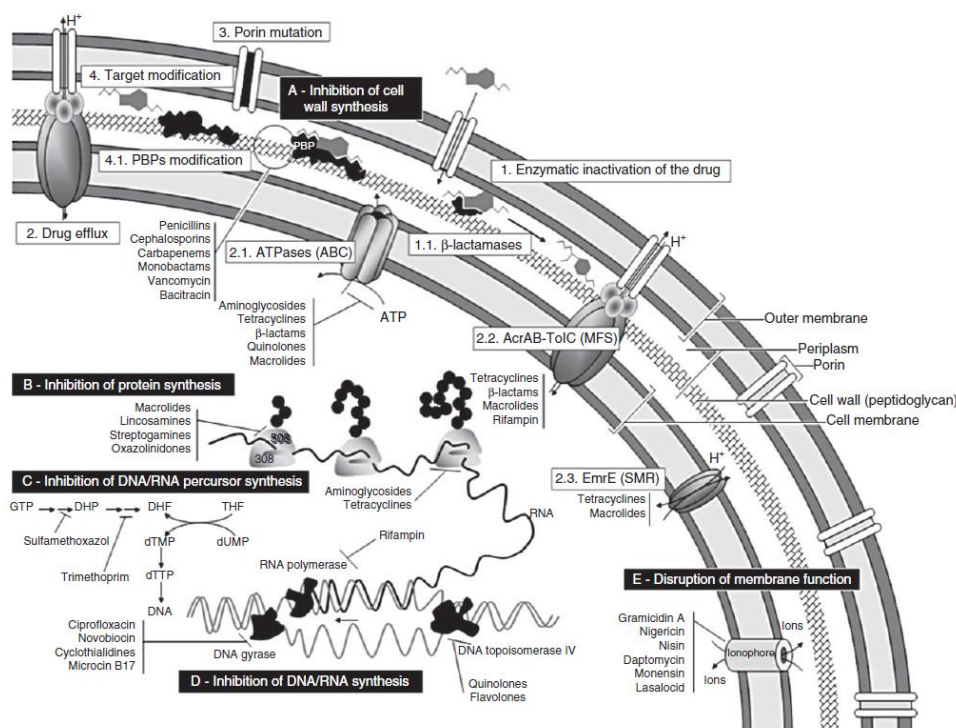 H+
3. Porin mutation
4. Target modification
A - Inhibition of cell
wall synthesis
PBP
4.1. PBPs modification
1. Enzymatic inactivation of the drug
2. Drug efflux
Penicillins
Cephalosporins
Carbapenems
Monobactams
Vancomycin
Bacitracin
2.1. ATPases (ABC)
1.1. β-lactamases
H+
Aminoglycosides
Tetracyclines
β-lactams
Quinolones
Macrolides
ATP
2.2. AcrAB-TolC (MFS)
Outer membrane
Periplasm
Porin
Cell wall (peptidoglycan)
Cell membrane
Tetracyclines
β-lactams
Macrolides
Rifampin
B - Inhibition of protein synthesis
Macrolides
Lincosamines
Streptogamines
Oxazolinidones
508
308
Aminoglycosides
Tetracyclines
H+
2.3. EmrE (SMR)
Tetracyclines
Macrolides
C - Inhibition of DNA/RNA percursor synthesis
GTP
DHP
DHF
THF
Sulfamethoxazol
dTMP
dUMP
Trimethoprim
dTTP
DNA
RNA
Rifampin
RNA polymerase
Ciprofloxacin
Novobiocin
Cyclothialidines
Microcin B17
DNA gyrase
DNA topoisomerase IV
D - Inhibition of DNA/RNA synthesis
Quinolones
Flavolones
E - Disruption of membrane function
Gramicidin A
Nigericin
Nisin
Daptomycin
Monensin
Lasalocid
Ions
Ionophore
Ions